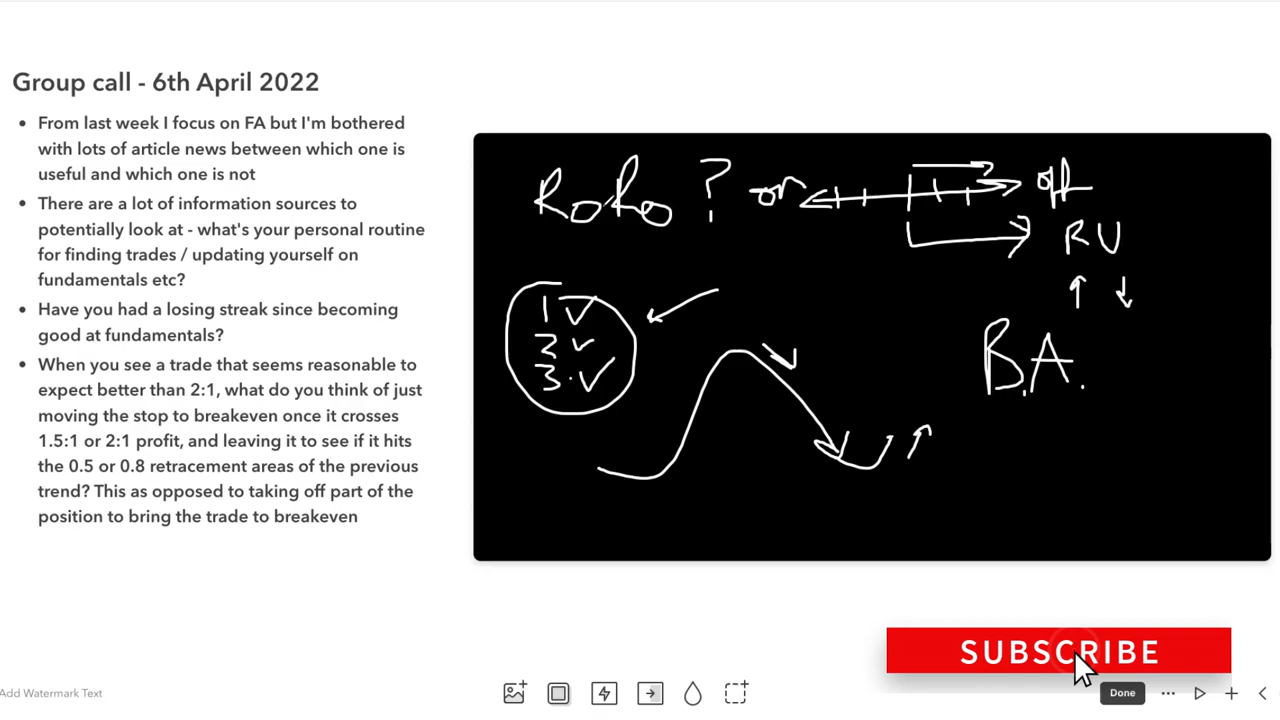 Group call - 6th April 2022
• From last week I focus on FA but I'm bothered
with lots of article news between which one is
useful and which one is not
• There are a lot of information sources to
potentially look at - what's your personal routine
for finding trades / updating yourself on
fundamentals etc?
• Have you had a losing streak since becoming
good at fundamentals?
• When you see a trade that seems reasonable to
expect better than 2:1, what do you think of just
moving the stop to breakeven once it crosses
1.5:1 or 2:1 profit, and leaving it to see if it hits
the 0.5 or 0.8 retracement areas of the previous
trend? This as opposed to taking off part of the
position to bring the trade to breakeven
RoRo ? on off
RU
1 ✓
2 ✓
3. ✓
B.A.
SUBSCRIBE
Add Watermark Text
Done